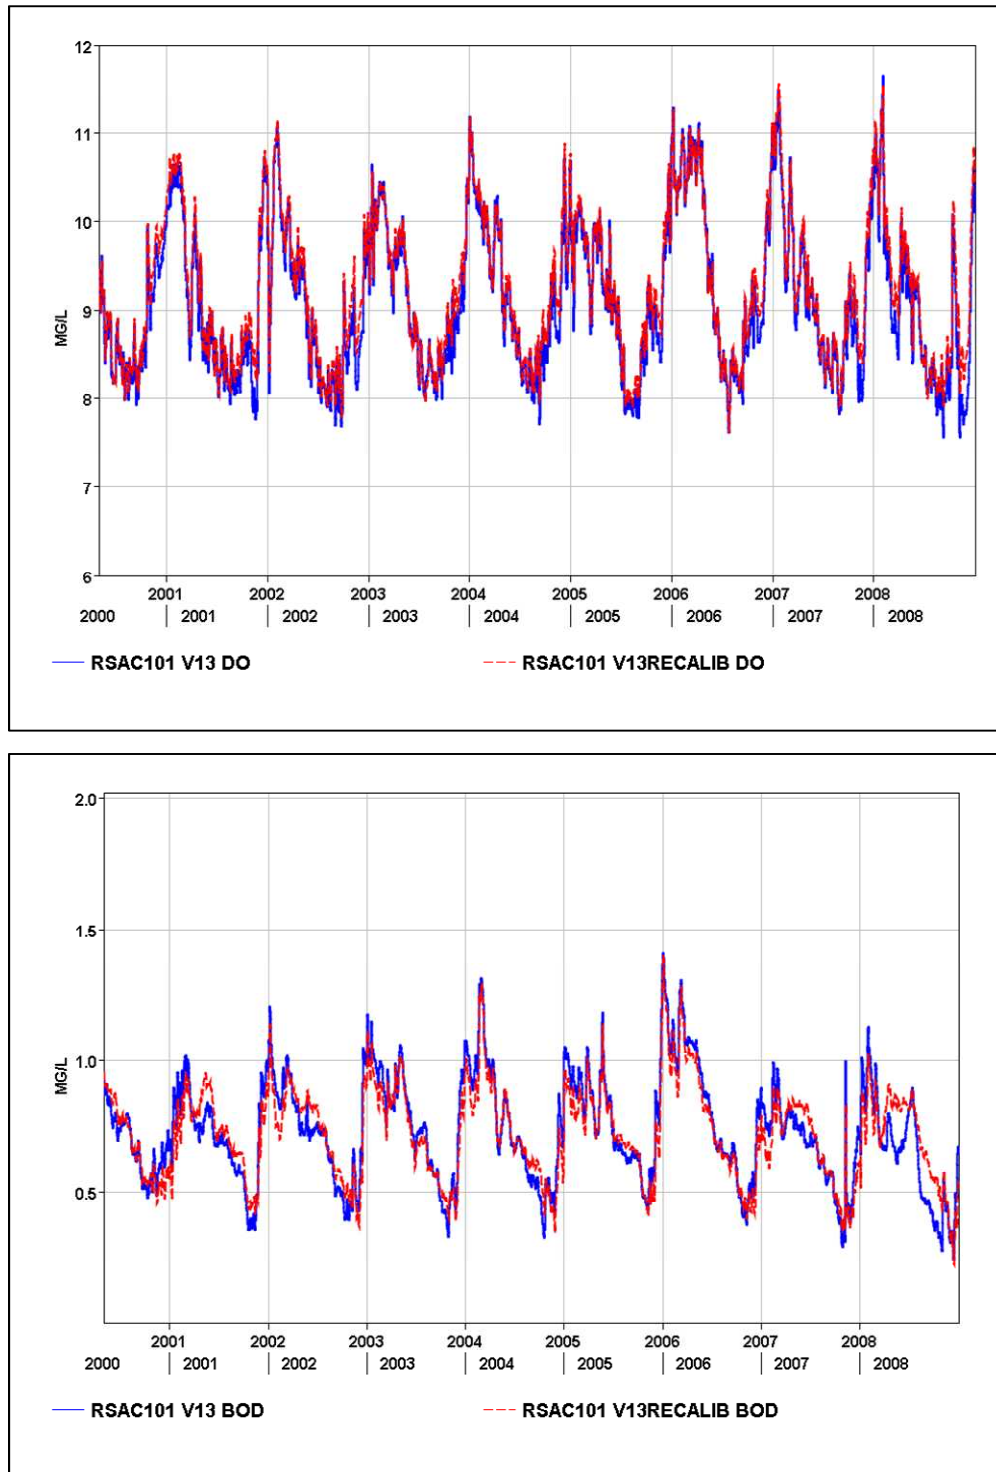 12
11
10
9
8
7
6
MG/L
2001 2002 2003 2004 2005 2006 2007 2008
2000 2001 2002 2003 2004 2005 2006 2007 2008
RSAC101 V13 DO RSAC101 V13RECALIB DO
2.0
1.5
1.0
0.5
MG/L
2001 2002 2003 2004 2005 2006 2007 2008
2000 2001 2002 2003 2004 2005 2006 2007 2008
RSAC101 V13 BOD RSAC101 V13RECALIB BOD